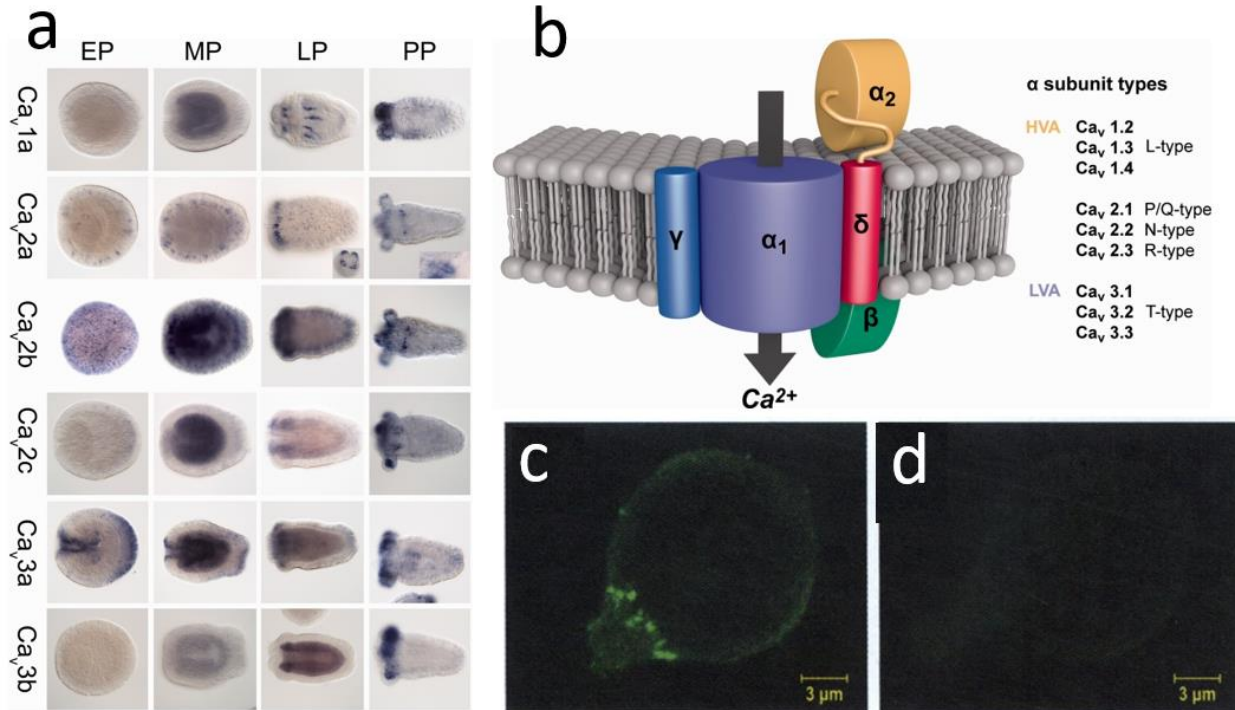 a
EP MP LP PP
Caᵥ1a
Caᵥ2a
Caᵥ2b
Caᵥ2c
Caᵥ3a
Caᵥ3b
b
α₂
γ
α₁
δ
β
Ca²⁺
α subunit types
HVA Caᵥ 1.2
Caᵥ 1.3 L-type
Caᵥ 1.4
Caᵥ 2.1 P/Q-type
Caᵥ 2.2 N-type
Caᵥ 2.3 R-type
LVA Caᵥ 3.1
Caᵥ 3.2 T-type
Caᵥ 3.3
c
3 μm
d
3 μm